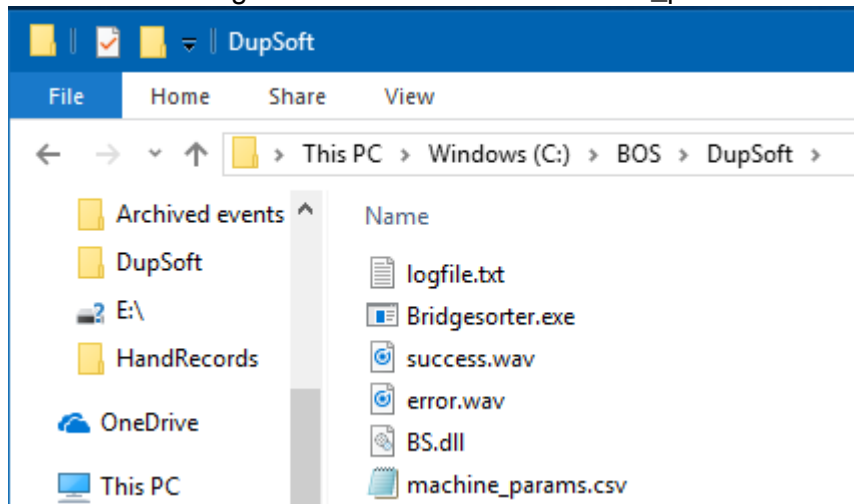 DupSoft
File Home Share View
This PC > Windows (C:) > BOS > DupSoft >
Archived events
DupSoft
E:\
HandRecords
OneDrive
This PC
Name
logfile.txt
Bridgesorter.exe
success.wav
error.wav
BS.dll
machine_params.csv